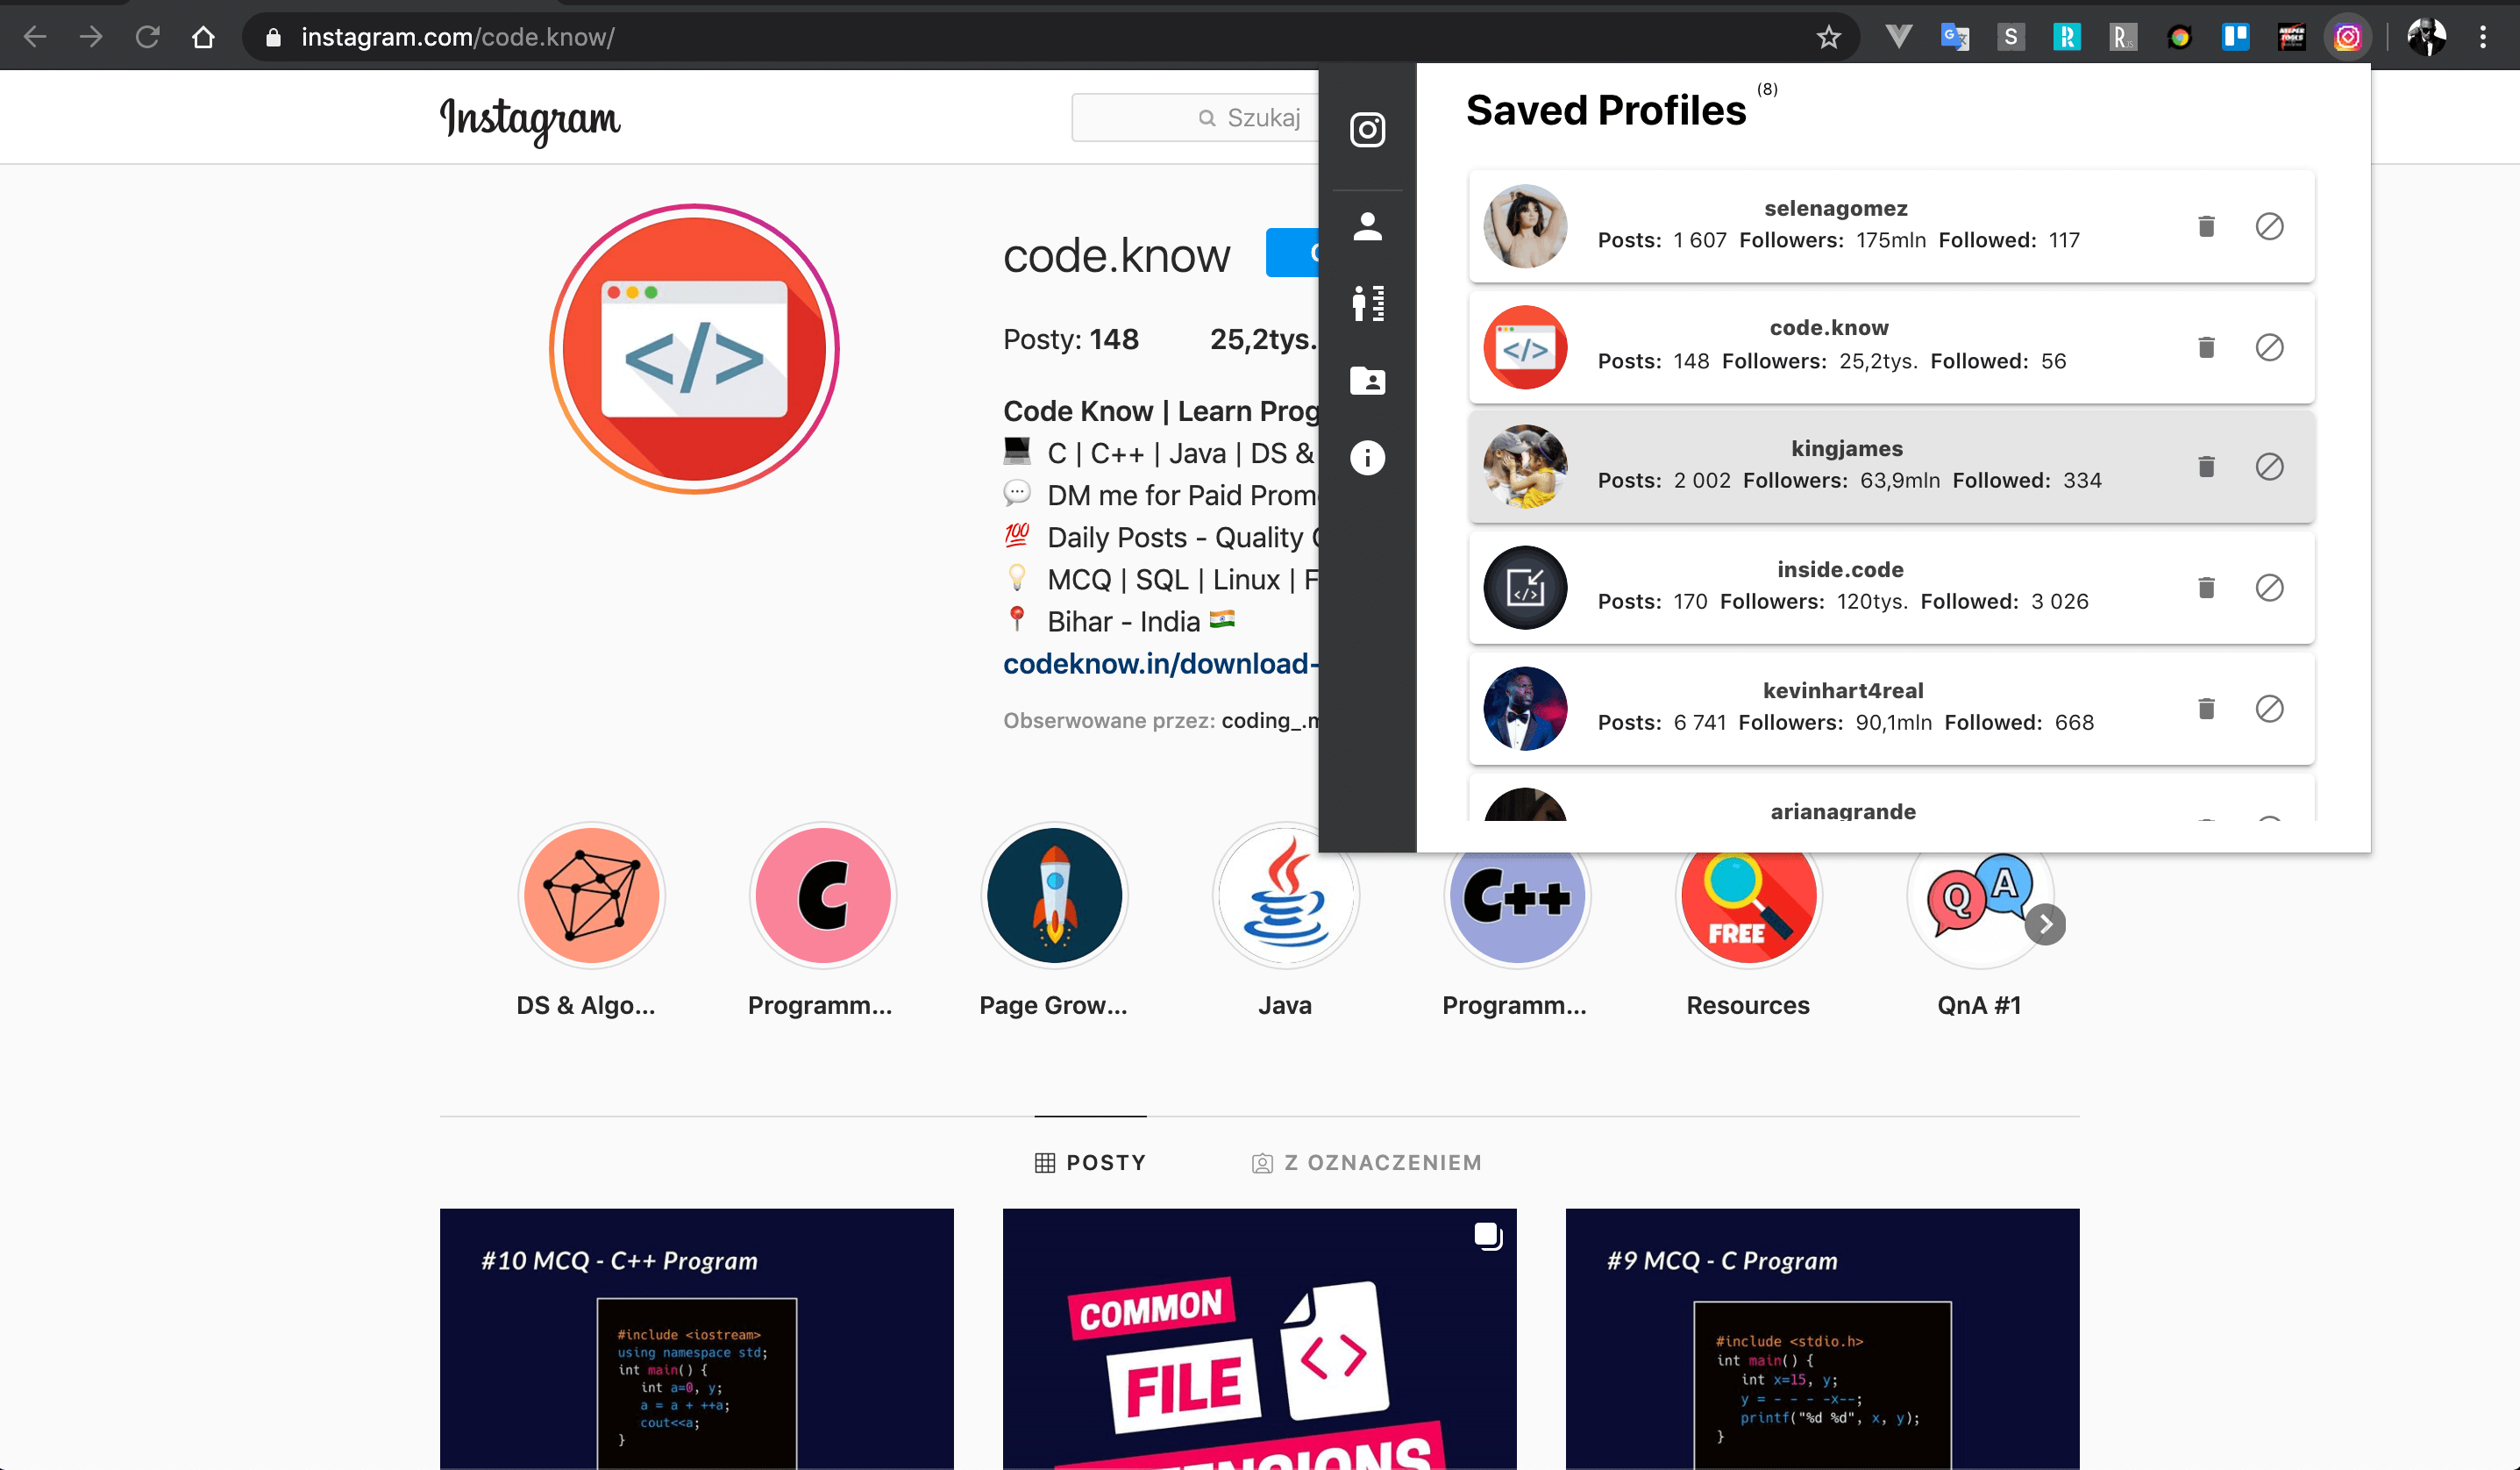 instagram.com/code.know/
Instagram
Szukaj
code.know
Posty: 148 25,2tys.
Code Know | Learn Prog
C | C++ | Java | DS &
DM me for Paid Prom
100 Daily Posts - Quality
MCQ | SQL | Linux | F
Bihar - India
codeknow.in/download-
Obserwowane przez: coding_.m
Saved Profiles (8)
selenagomez
Posts: 1 607 Followers: 175mln Followed: 117
code.know
Posts: 148 Followers: 25,2tys. Followed: 56
kingjames
Posts: 2 002 Followers: 63,9mln Followed: 334
inside.code
Posts: 170 Followers: 120tys. Followed: 3 026
kevinhart4real
Posts: 6 741 Followers: 90,1mln Followed: 668
arianagrande
C
C++
FREE
Q A
DS & Algo...
Programm...
Page Grow...
Java
Programm...
Resources
QnA #1
POSTY
Z OZNACZENIEM
#10 MCQ - C++ Program
#include <iostream>
using namespace std;
int main() {
int a=0, y;
a = a + ++a;
cout<<a;
}
COMMON
FILE
#9 MCQ - C Program
#include <stdio.h>
int main() {
int x=15, y;
y = - - - -x--;
printf("%d %d", x, y);
}